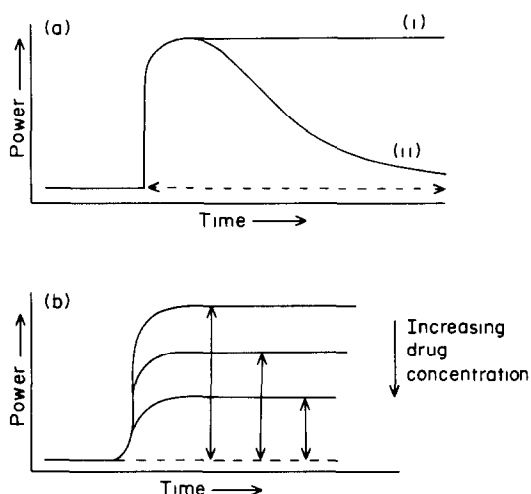 (a)
(i)
(ii)
Power
Time
(b)
Increasing
drug
concentration
Power
Time